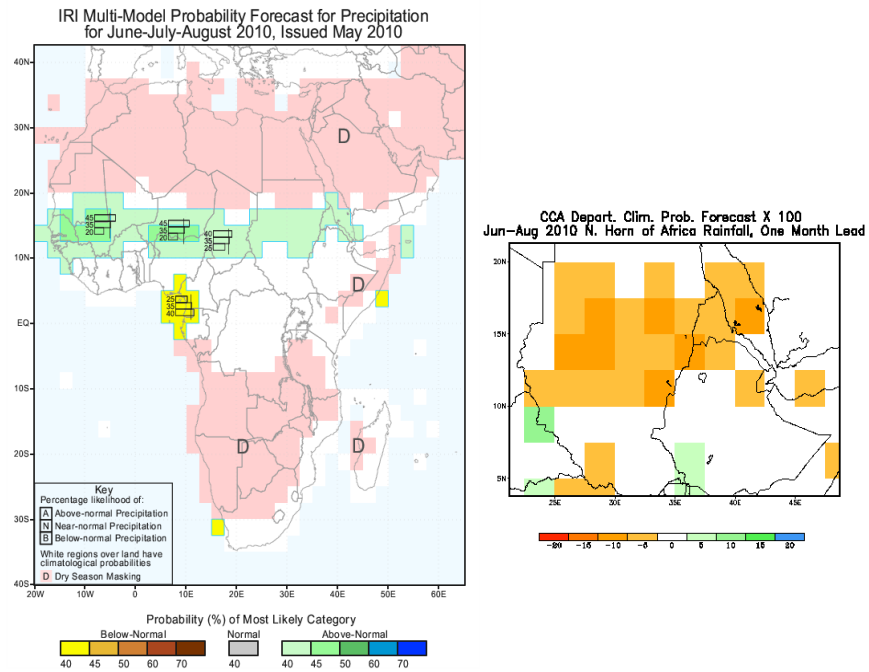 IRI Multi-Model Probability Forecast for Precipitation
for June-July-August 2010, Issued May 2010
40N
30N
20N
10N
EQ
10S
20S
30S
40S
20W 10W 0 10E 20E 30E 40E 50E 60E
D
D
D
D
45
35
20
45
35
20
40
35
25
25
35
40
Key
Percentage likelihood of:
A Above-normal Precipitation
N Near-normal Precipitation
B Below-normal Precipitation
White regions over land have
climatological probabilities
D Dry Season Masking
Probability (%) of Most Likely Category
Below-Normal Normal Above-Normal
40 45 50 60 70 40 40 45 50 60 70
CCA Depart. Clim. Prob. Forecast X 100
Jun-Aug 2010 N. Horn of Africa Rainfall, One Month Lead
20N
15N
10N
5N
25E 30E 35E 40E 45E
-20 -15 -10 -5 0 5 10 15 20